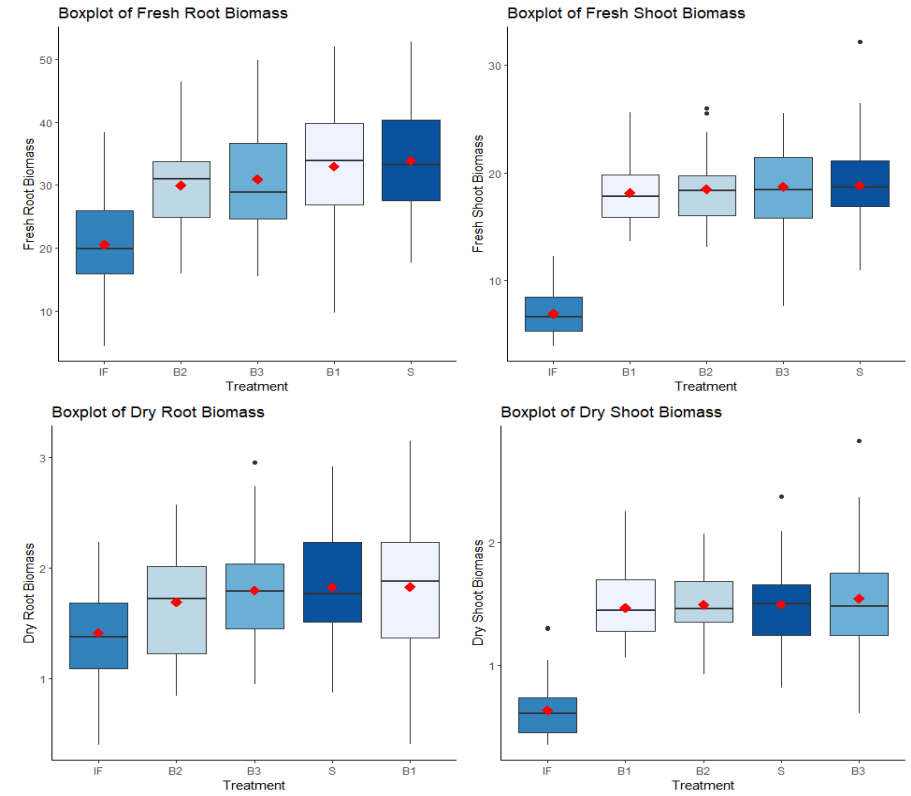 Boxplot of Fresh Root Biomass
Fresh Root Biomass
50
40
30
20
10
IF B2 B3 B1 S
Treatment
Boxplot of Fresh Shoot Biomass
Fresh Shoot Biomass
30
20
10
IF B1 B2 B3 S
Treatment
Boxplot of Dry Root Biomass
Dry Root Biomass
3
2
1
IF B2 B3 S B1
Treatment
Boxplot of Dry Shoot Biomass
Dry Shoot Biomass
2
1
IF B1 B2 S B3
Treatment